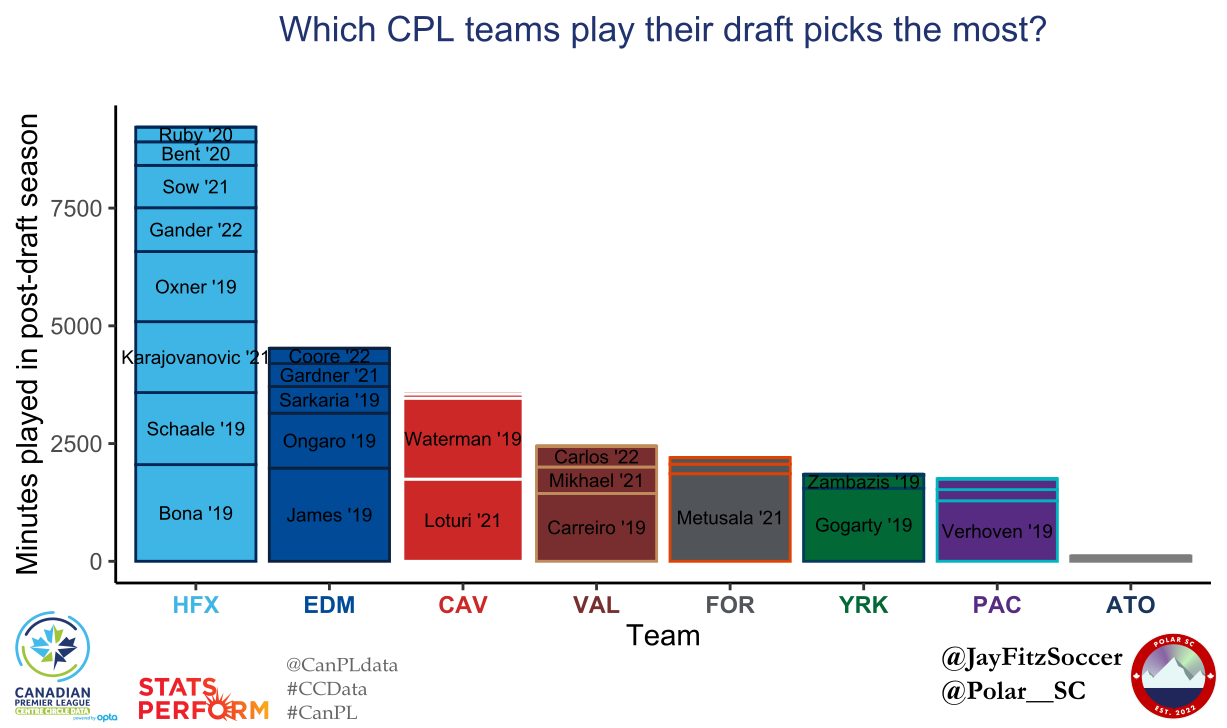 Which CPL teams play their draft picks the most?
Minutes played in post-draft season
7500
5000
2500
0
Ruby '20
Bent '20
Sow '21
Gander '22
Oxner '19
Karajovanovic '21
Schaale '19
Bona '19
Coore '22
Gardner '21
Sarkaria '19
Ongaro '19
James '19
Waterman '19
Loturi '21
Carlos '22
Mikhael '21
Carreiro '19
Metusala '21
Zambazis '19
Gogarty '19
Verhoven '19
HFX EDM CAV VAL FOR YRK PAC ATO
Team
CANADIAN
PREMIER LEAGUE
CENTRE CIRCLE DATA
powered by opta
STATS
PERFORM
@CanPLdata
#CCData
#CanPL
@JayFitzSoccer
@Polar__SC
POLAR SC
EST. 2022